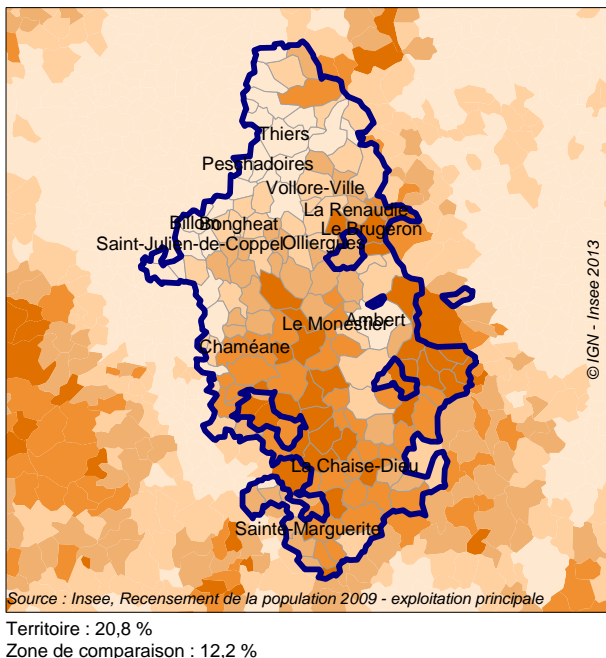 Thiers
Peschadoires
Vollore-Ville
La Renaudie
Billom
Bongheat
Le Brugeron
Saint-Julien-de-Coppel
Olliergues
Le Monestier
Ambert
Chaméane
La Chaise-Dieu
Sainte-Marguerite
© IGN - Insee 2013
Source : Insee, Recensement de la population 2009 - exploitation principale
Territoire : 20,8 %
Zone de comparaison : 12,2 %